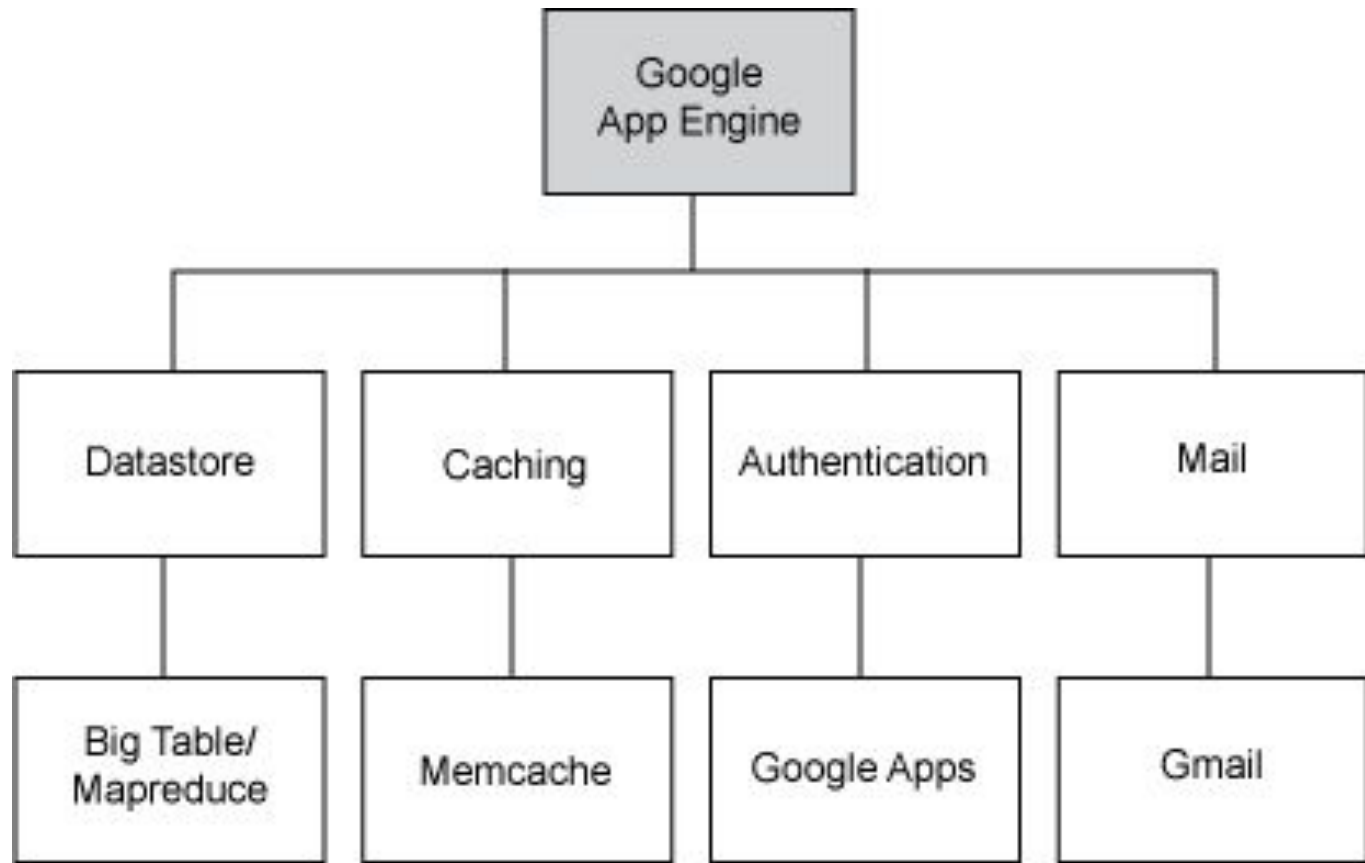 Google
App Engine
Datastore
Caching
Authentication
Mail
Big Table/
Mapreduce
Memcache
Google Apps
Gmail